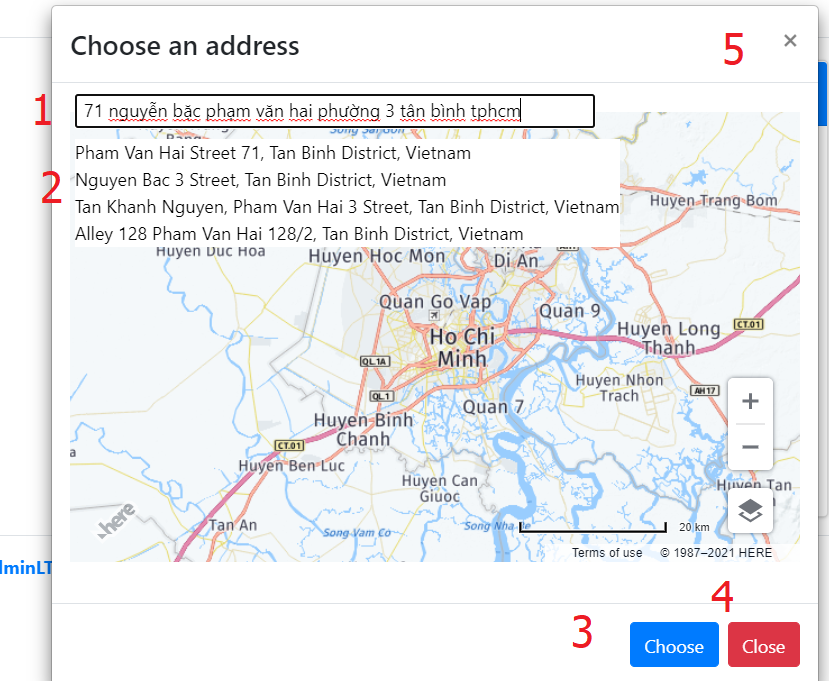 Choose an address
5
×
1
71 nguyễn bặc phạm văn hai phường 3 tân bình tphcm
2
Pham Van Hai Street 71, Tan Binh District, Vietnam
Nguyen Bac 3 Street, Tan Binh District, Vietnam
Tan Khanh Nguyen, Pham Van Hai 3 Street, Tan Binh District, Vietnam
Alley 128 Pham Van Hai 128/2, Tan Binh District, Vietnam
Song Sai Gon
Huyen Trang Bom
Huyen Duc Hoa
Huyen Hoc Mon
Di An
Quan Go Vap
Quan 9
CT.01
Ho Chi
Minh
Huyen Long
Thanh
QL1A
QL1
Huyen Nhon
Trach
AH17
Quan 7
Huyen Binh
Chanh
CT.01
Huyen Ben Luc
Huyen Can
Giuoc
Huyen Tan
+
−
here
Tan An
Song Vam Co
Song Nha
20 km
Terms of use
© 1987–2021 HERE
dminLT
4
3
Choose
Close